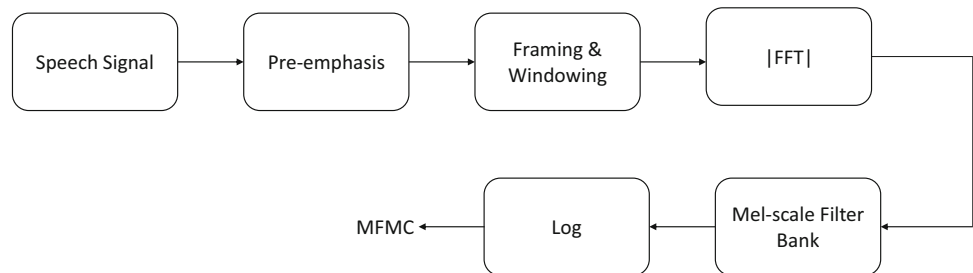 Speech Signal
Pre-emphasis
Framing &
Windowing
|FFT|
MFMC
Log
Mel-scale Filter
Bank